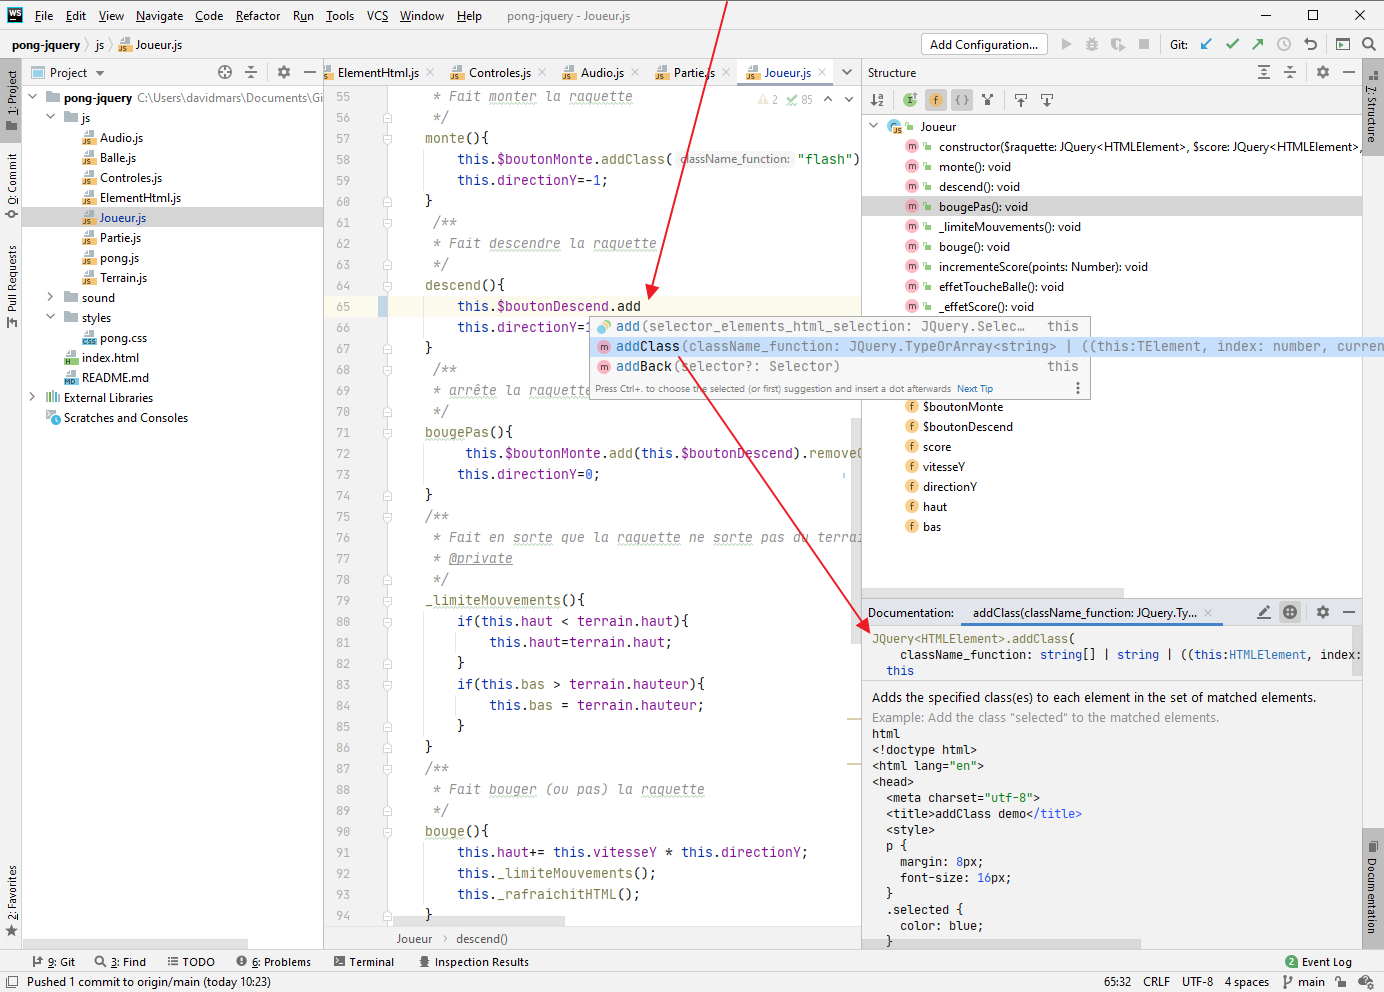 WS File Edit View Navigate Code Refactor Run Tools VCS Window Help pong-jquery - Joueur.js
pong-jquery js Joueur.js Add Configuration... Git:
Project
ElementHtml.js Controles.js Audio.js Partie.js Joueur.js
Structure
1: Project
0: Commit
Pull Requests
2: Favorites
pong-jquery C:\Users\davidmars\Documents\Gi
js
Audio.js
Balle.js
Controles.js
ElementHtml.js
Joueur.js
Partie.js
pong.js
Terrain.js
sound
styles
pong.css
index.html
README.md
External Libraries
Scratches and Consoles
2 85
55 * Fait monter la raquette
56 */
57 monte(){
58 this.$boutonMonte.addClass( className_function: "flash")
59 this.directionY=-1;
60 }
61 /**
62 * Fait descendre la raquette
63 */
64 descend(){
65 this.$boutonDescend.add
66 this.directionY=1
67 }
68 /**
69 * arrête la raquette
70 */
71 bougePas(){
72 this.$boutonMonte.add(this.$boutonDescend).remove
73 this.directionY=0;
74 }
75 /**
76 * Fait en sorte que la raquette ne sorte pas du terrai
77 * @private
78 */
79 _limiteMouvements(){
80 if(this.haut < terrain.haut){
81 this.haut=terrain.haut;
82 }
83 if(this.bas > terrain.hauteur){
84 this.bas = terrain.hauteur;
85 }
86 }
87 /**
88 * Fait bouger (ou pas) la raquette
89 */
90 bouge(){
91 this.haut+= this.vitesseY * this.directionY;
92 this._limiteMouvements();
93 this._rafraichitHTML();
94 }
Joueur descend()
add(selector_elements_html_selection: JQuery.Selec... this
addClass(className_function: JQuery.TypeOrArray<string> | ((this:TElement, index: number, curren
addBack(selector?: Selector) this
Press Ctrl+. to choose the selected (or first) suggestion and insert a dot afterwards Next Tip
Joueur
constructor($raquette: JQuery<HTMLElement>, $score: JQuery<HTMLElement>,
monte(): void
descend(): void
bougePas(): void
_limiteMouvements(): void
bouge(): void
incrementeScore(points: Number): void
effetToucheBalle(): void
_effetScore(): void
$boutonMonte
$boutonDescend
score
vitesseY
directionY
haut
bas
7: Structure
Documentation
Documentation: addClass(className_function: JQuery.Ty...
JQuery<HTMLElement>.addClass(
className_function: string[] | string | ((this:HTMLElement, index:
this
Adds the specified class(es) to each element in the set of matched elements.
Example: Add the class "selected" to the matched elements.
html
<!doctype html>
<html lang="en">
<head>
<meta charset="utf-8">
<title>addClass demo</title>
<style>
p {
margin: 8px;
font-size: 16px;
}
.selected {
color: blue;
}
9: Git 3: Find TODO 6: Problems Terminal Inspection Results 2 Event Log
Pushed 1 commit to origin/main (today 10:23) 65:32 CRLF UTF-8 4 spaces main